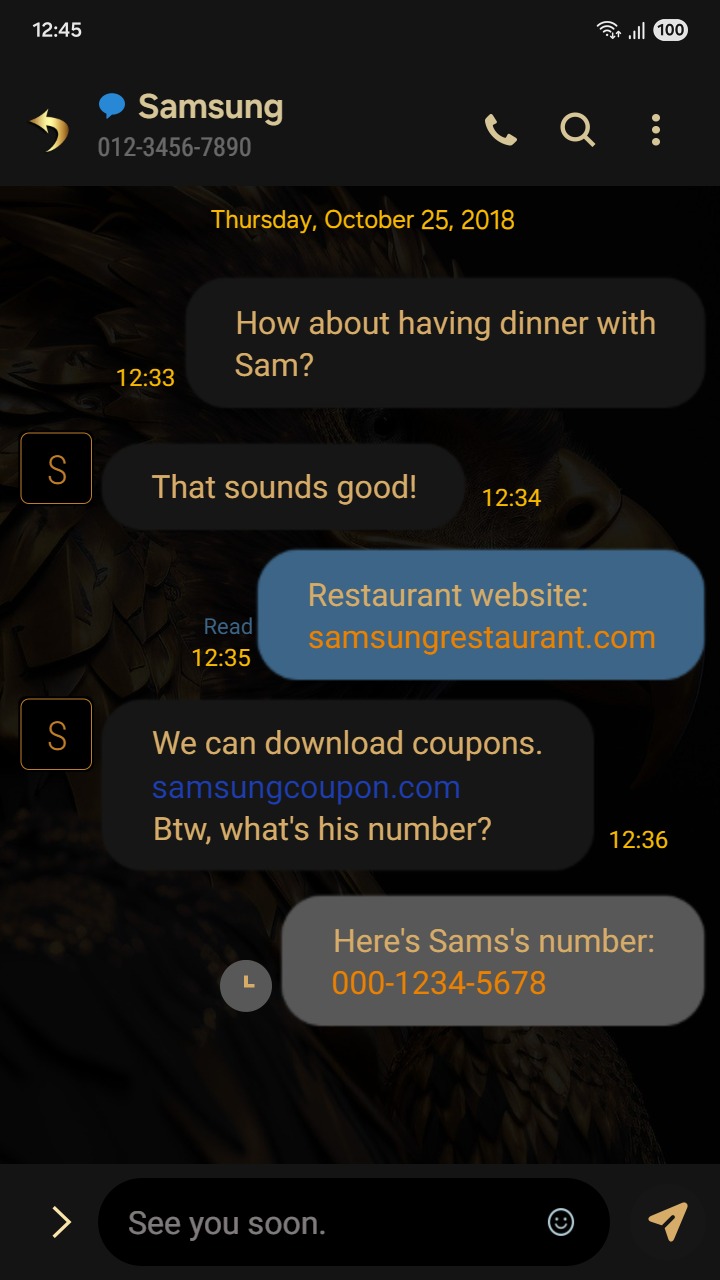 12:45
100
Samsung
012-3456-7890
Thursday, October 25, 2018
How about having dinner with
Sam?
12:33
S
That sounds good!
12:34
Restaurant website:
samsungrestaurant.com
Read
12:35
S
We can download coupons.
samsungcoupon.com
Btw, what's his number?
12:36
Here's Sams's number:
000-1234-5678
See you soon.